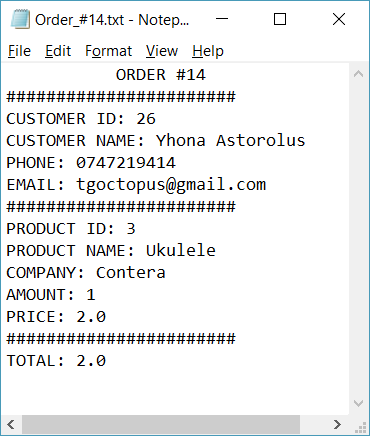 Order_#14.txt - Notep...
File Edit Format View Help
ORDER #14
#######################
CUSTOMER ID: 26
CUSTOMER NAME: Yhona Astorolus
PHONE: 0747219414
EMAIL: tgoctopus@gmail.com
#######################
PRODUCT ID: 3
PRODUCT NAME: Ukulele
COMPANY: Contera
AMOUNT: 1
PRICE: 2.0
#######################
TOTAL: 2.0